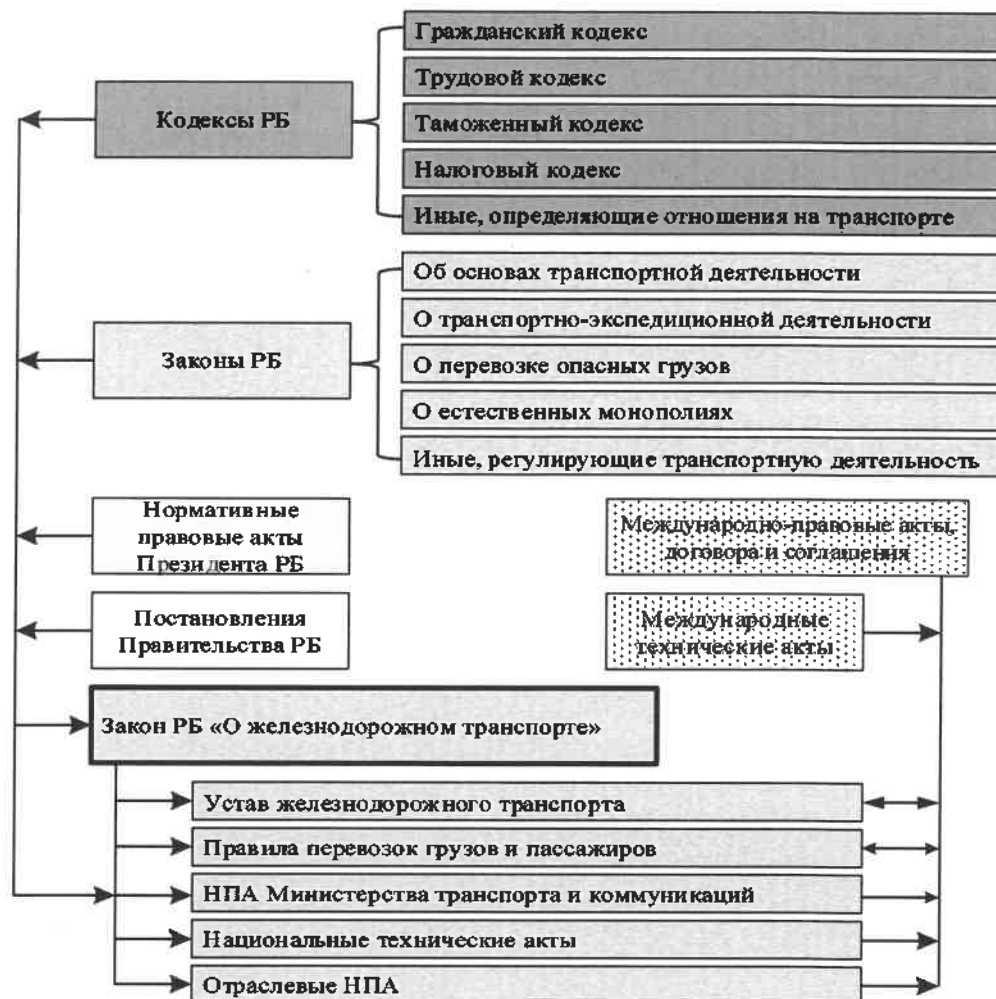 Гражданский кодекс
Трудовой кодекс
Кодексы РБ
Таможенный кодекс
Налоговый кодекс
Иные, определяющие отношения на транспорте
Об основах транспортной деятельности
О транспортно-экспедиционной деятельности
Законы РБ
О перевозке опасных грузов
О естественных монополиях
Иные, регулирующие транспортную деятельность
Нормативные
правовые акты
Президента РБ
Международно-правовые акты,
договора и соглашения
Постановления
Правительства РБ
Международные
технические акты
Закон РБ «О железнодорожном транспорте»
Устав железнодорожного транспорта
Правила перевозок грузов и пассажиров
НПА Министерства транспорта и коммуникаций
Национальные технические акты
Отраслевые НПА